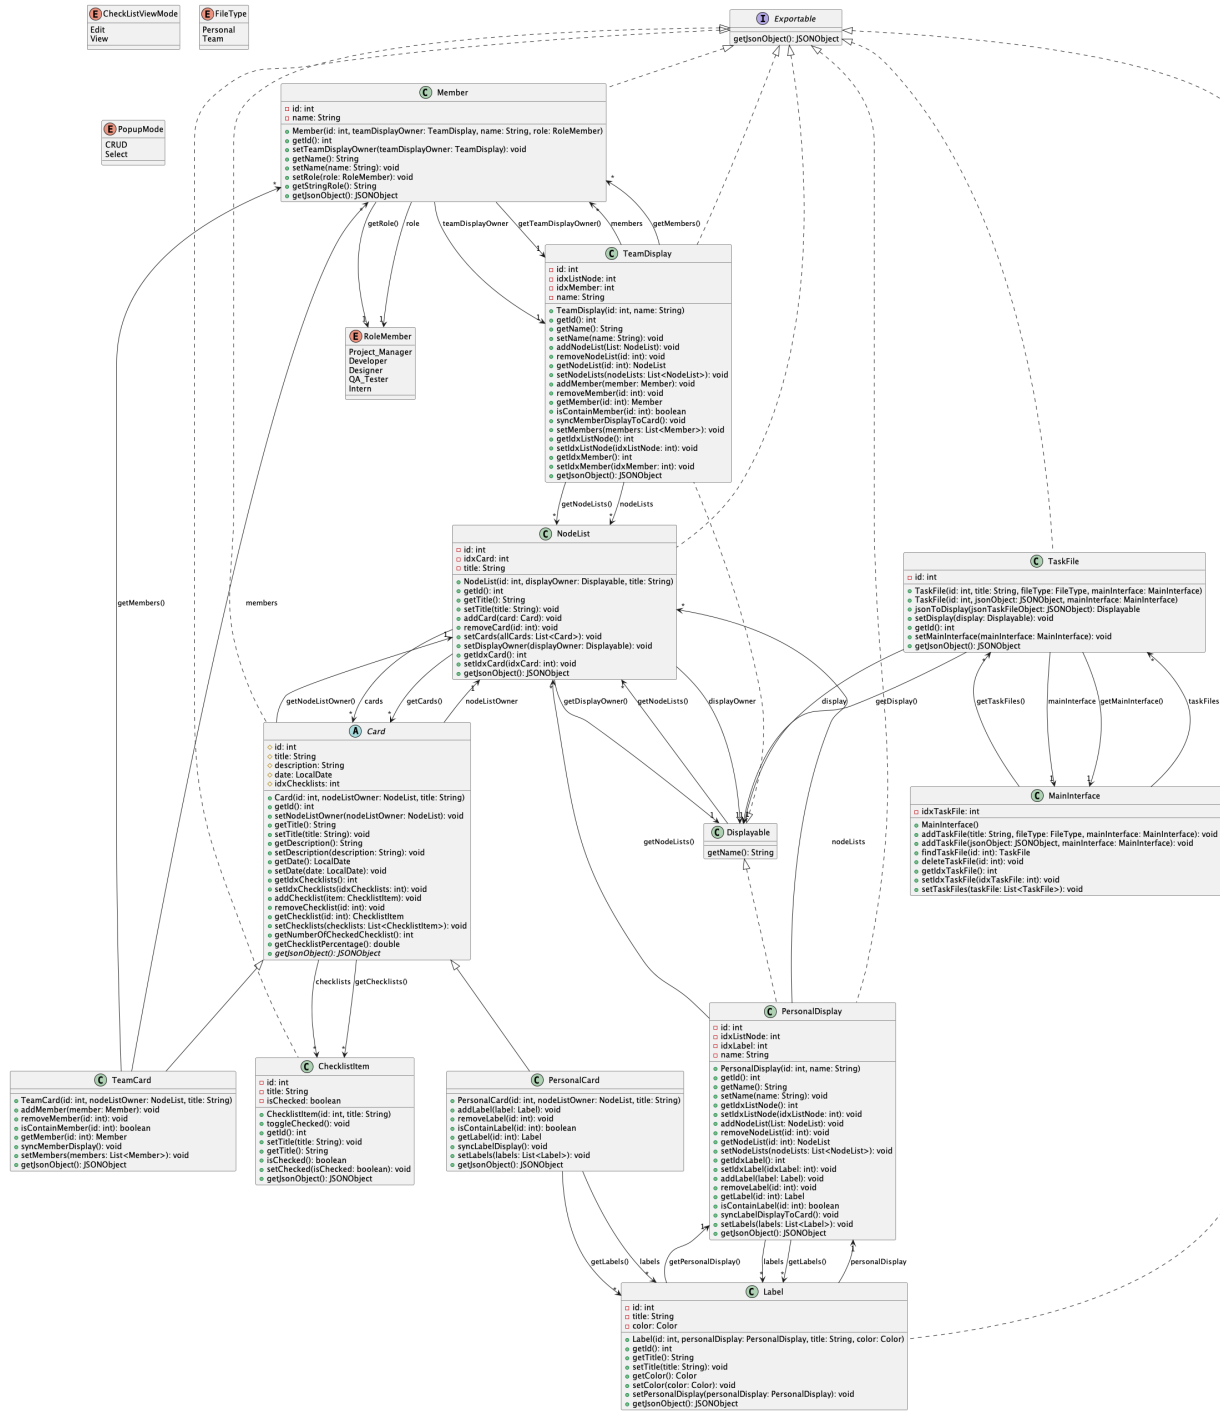 E CheckListViewMode
Edit
View
E FileType
Personal
Team
I Exportable
getJsonObject(): JSONObject
C Member
id: int
name: String
Member(id: int, teamDisplayOwner: TeamDisplay, name: String, role: RoleMember)
getId(): int
setTeamDisplayOwner(teamDisplayOwner: TeamDisplay): void
getName(): String
setName(name: String): void
setRole(role: RoleMember): void
getStringRole(): String
getJsonObject(): JSONObject
E PopupMode
CRUD
Select
*
*
*
*
getRole()
role
teamDisplayOwner
getTeamDisplayOwner()
members
getMembers()
1
1
1
1
C TeamDisplay
id: int
idxListNode: int
idxMember: int
name: String
TeamDisplay(id: int, name: String)
getId(): int
getName(): String
setName(name: String): void
addNodeList(List: NodeList): void
removeNodeList(id: int): void
getNodeList(id: int): NodeList
setNodeLists(nodeLists: List<NodeList>): void
addMember(member: Member): void
removeMember(id: int): void
getMember(id: int): Member
isContainMember(id: int): boolean
syncMemberDisplayToCard(): void
setMembers(members: List<Member>): void
getIdxListNode(): int
setIdxListNode(idxListNode: int): void
getIdxMember(): int
setIdxMember(idxMember: int): void
getJsonObject(): JSONObject
E RoleMember
Project_Manager
Developer
Designer
QA_Tester
Intern
getNodeLists()
nodeLists
*
*
C NodeList
id: int
idxCard: int
title: String
NodeList(id: int, displayOwner: Displayable, title: String)
getId(): int
getTitle(): String
setTitle(title: String): void
addCard(card: Card): void
removeCard(id: int): void
setCards(allCards: List<Card>): void
setDisplayOwner(displayOwner: Displayable): void
getIdxCard(): int
setIdxCard(idxCard: int): void
getJsonObject(): JSONObject
C TaskFile
id: int
TaskFile(id: int, title: String, fileType: FileType, mainInterface: MainInterface)
TaskFile(id: int, jsonObject: JSONObject, mainInterface: MainInterface)
jsonToDisplay(jsonTaskFileObject: JSONObject): Displayable
setDisplay(display: Displayable): void
getId(): int
setMainInterface(mainInterface: MainInterface): void
getJsonObject(): JSONObject
getMembers()
members
1
*
*
*
*
*
getNodeListOwner()
cards
getCards()
nodeListOwner
getDisplayOwner()
getNodeLists()
displayOwner
display
getDisplay()
getTaskFiles()
mainInterface
getMainInterface()
taskFiles
1
*
*
1
1
1
1
1
1
A Card
id: int
title: String
description: String
date: LocalDate
idxChecklists: int
Card(id: int, nodeListOwner: NodeList, title: String)
getId(): int
setNodeListOwner(nodeListOwner: NodeList): void
getTitle(): String
setTitle(title: String): void
getDescription(): String
setDescription(description: String): void
getDate(): LocalDate
setDate(date: LocalDate): void
getIdxChecklists(): int
setIdxChecklists(idxChecklists: int): void
addChecklist(item: ChecklistItem): void
removeChecklist(id: int): void
getChecklist(id: int): ChecklistItem
setChecklists(checklists: List<ChecklistItem>): void
getNumberOfCheckedChecklist(): int
getChecklistPercentage(): double
getJsonObject(): JSONObject
C Displayable
getName(): String
C MainInterface
idxTaskFile: int
MainInterface()
addTaskFile(title: String, fileType: FileType, mainInterface: MainInterface): void
addTaskFile(jsonObject: JSONObject, mainInterface: MainInterface): void
findTaskFile(id: int): TaskFile
deleteTaskFile(id: int): void
getIdxTaskFile(): int
setIdxTaskFile(idxTaskFile: int): void
setTaskFiles(taskFile: List<TaskFile>): void
getNodeLists()
nodeLists
checklists
getChecklists()
*
*
C TeamCard
TeamCard(id: int, nodeListOwner: NodeList, title: String)
addMember(member: Member): void
removeMember(id: int): void
isContainMember(id: int): boolean
getMember(id: int): Member
syncMemberDisplay(): void
setMembers(members: List<Member>): void
getJsonObject(): JSONObject
C ChecklistItem
id: int
title: String
isChecked: boolean
ChecklistItem(id: int, title: String)
toggleChecked(): void
getId(): int
setTitle(title: String): void
getTitle(): String
isChecked(): boolean
setChecked(isChecked: boolean): void
getJsonObject(): JSONObject
C PersonalCard
PersonalCard(id: int, nodeListOwner: NodeList, title: String)
addLabel(label: Label): void
removeLabel(id: int): void
isContainLabel(id: int): boolean
getLabel(id: int): Label
syncLabelDisplay(): void
setLabels(labels: List<Label>): void
getJsonObject(): JSONObject
C PersonalDisplay
id: int
idxListNode: int
idxLabel: int
name: String
PersonalDisplay(id: int, name: String)
getId(): int
getName(): String
setName(name: String): void
getIdxListNode(): int
setIdxListNode(idxListNode: int): void
addNodeList(List: NodeList): void
removeNodeList(id: int): void
getNodeList(id: int): NodeList
setNodeLists(nodeLists: List<NodeList>): void
getIdxLabel(): int
setIdxLabel(idxLabel: int): void
addLabel(label: Label): void
removeLabel(id: int): void
getLabel(id: int): Label
isContainLabel(id: int): boolean
syncLabelDisplayToCard(): void
setLabels(labels: List<Label>): void
getJsonObject(): JSONObject
1
1
getLabels()
labels
getPersonalDisplay()
labels
getLabels()
personalDisplay
*
*
*
*
C Label
id: int
title: String
color: Color
Label(id: int, personalDisplay: PersonalDisplay, title: String, color: Color)
getId(): int
getTitle(): String
setTitle(title: String): void
getColor(): Color
setColor(color: Color): void
setPersonalDisplay(personalDisplay: PersonalDisplay): void
getJsonObject(): JSONObject